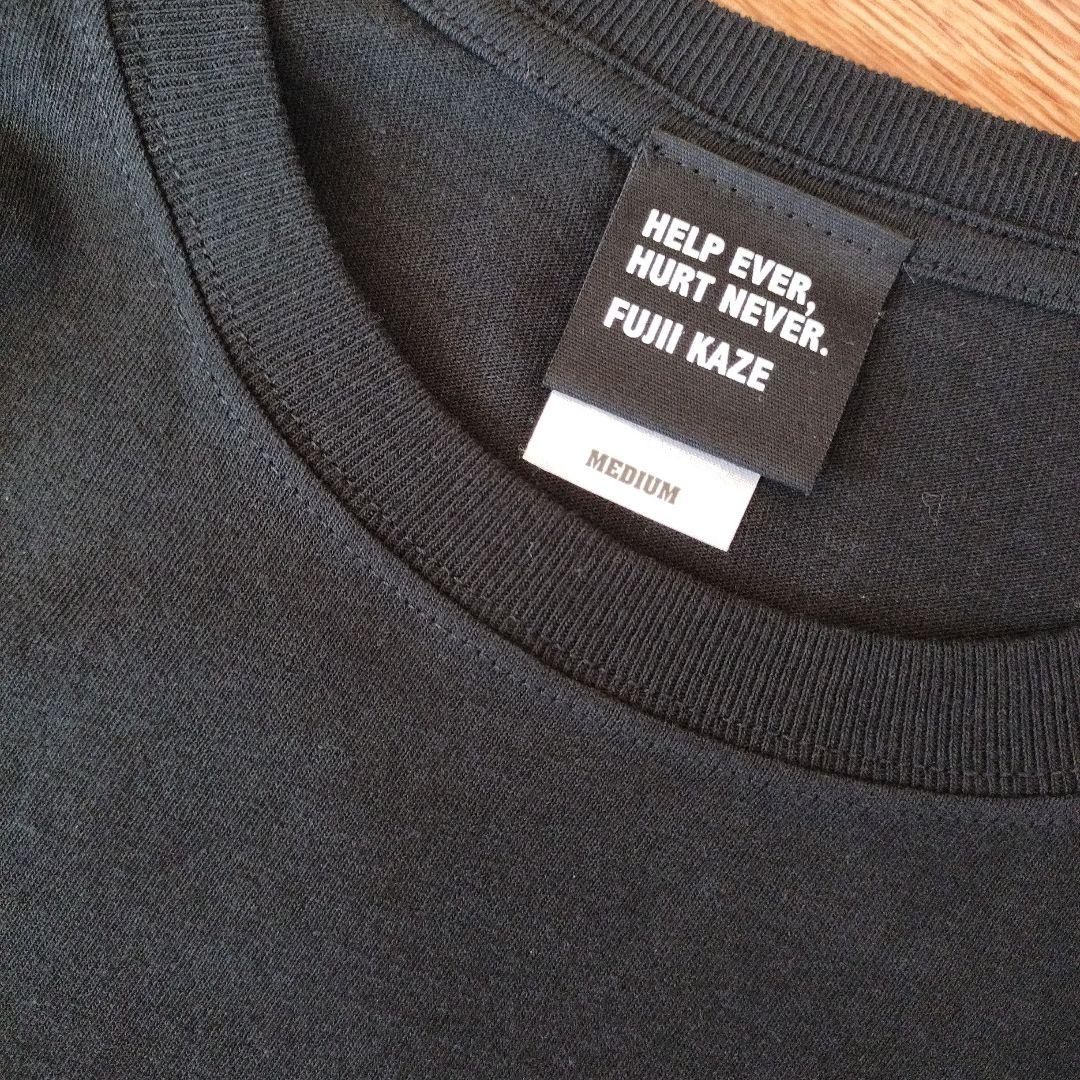 HELP EVER,
HURT NEVER.
FUJII KAZE
MEDIUM